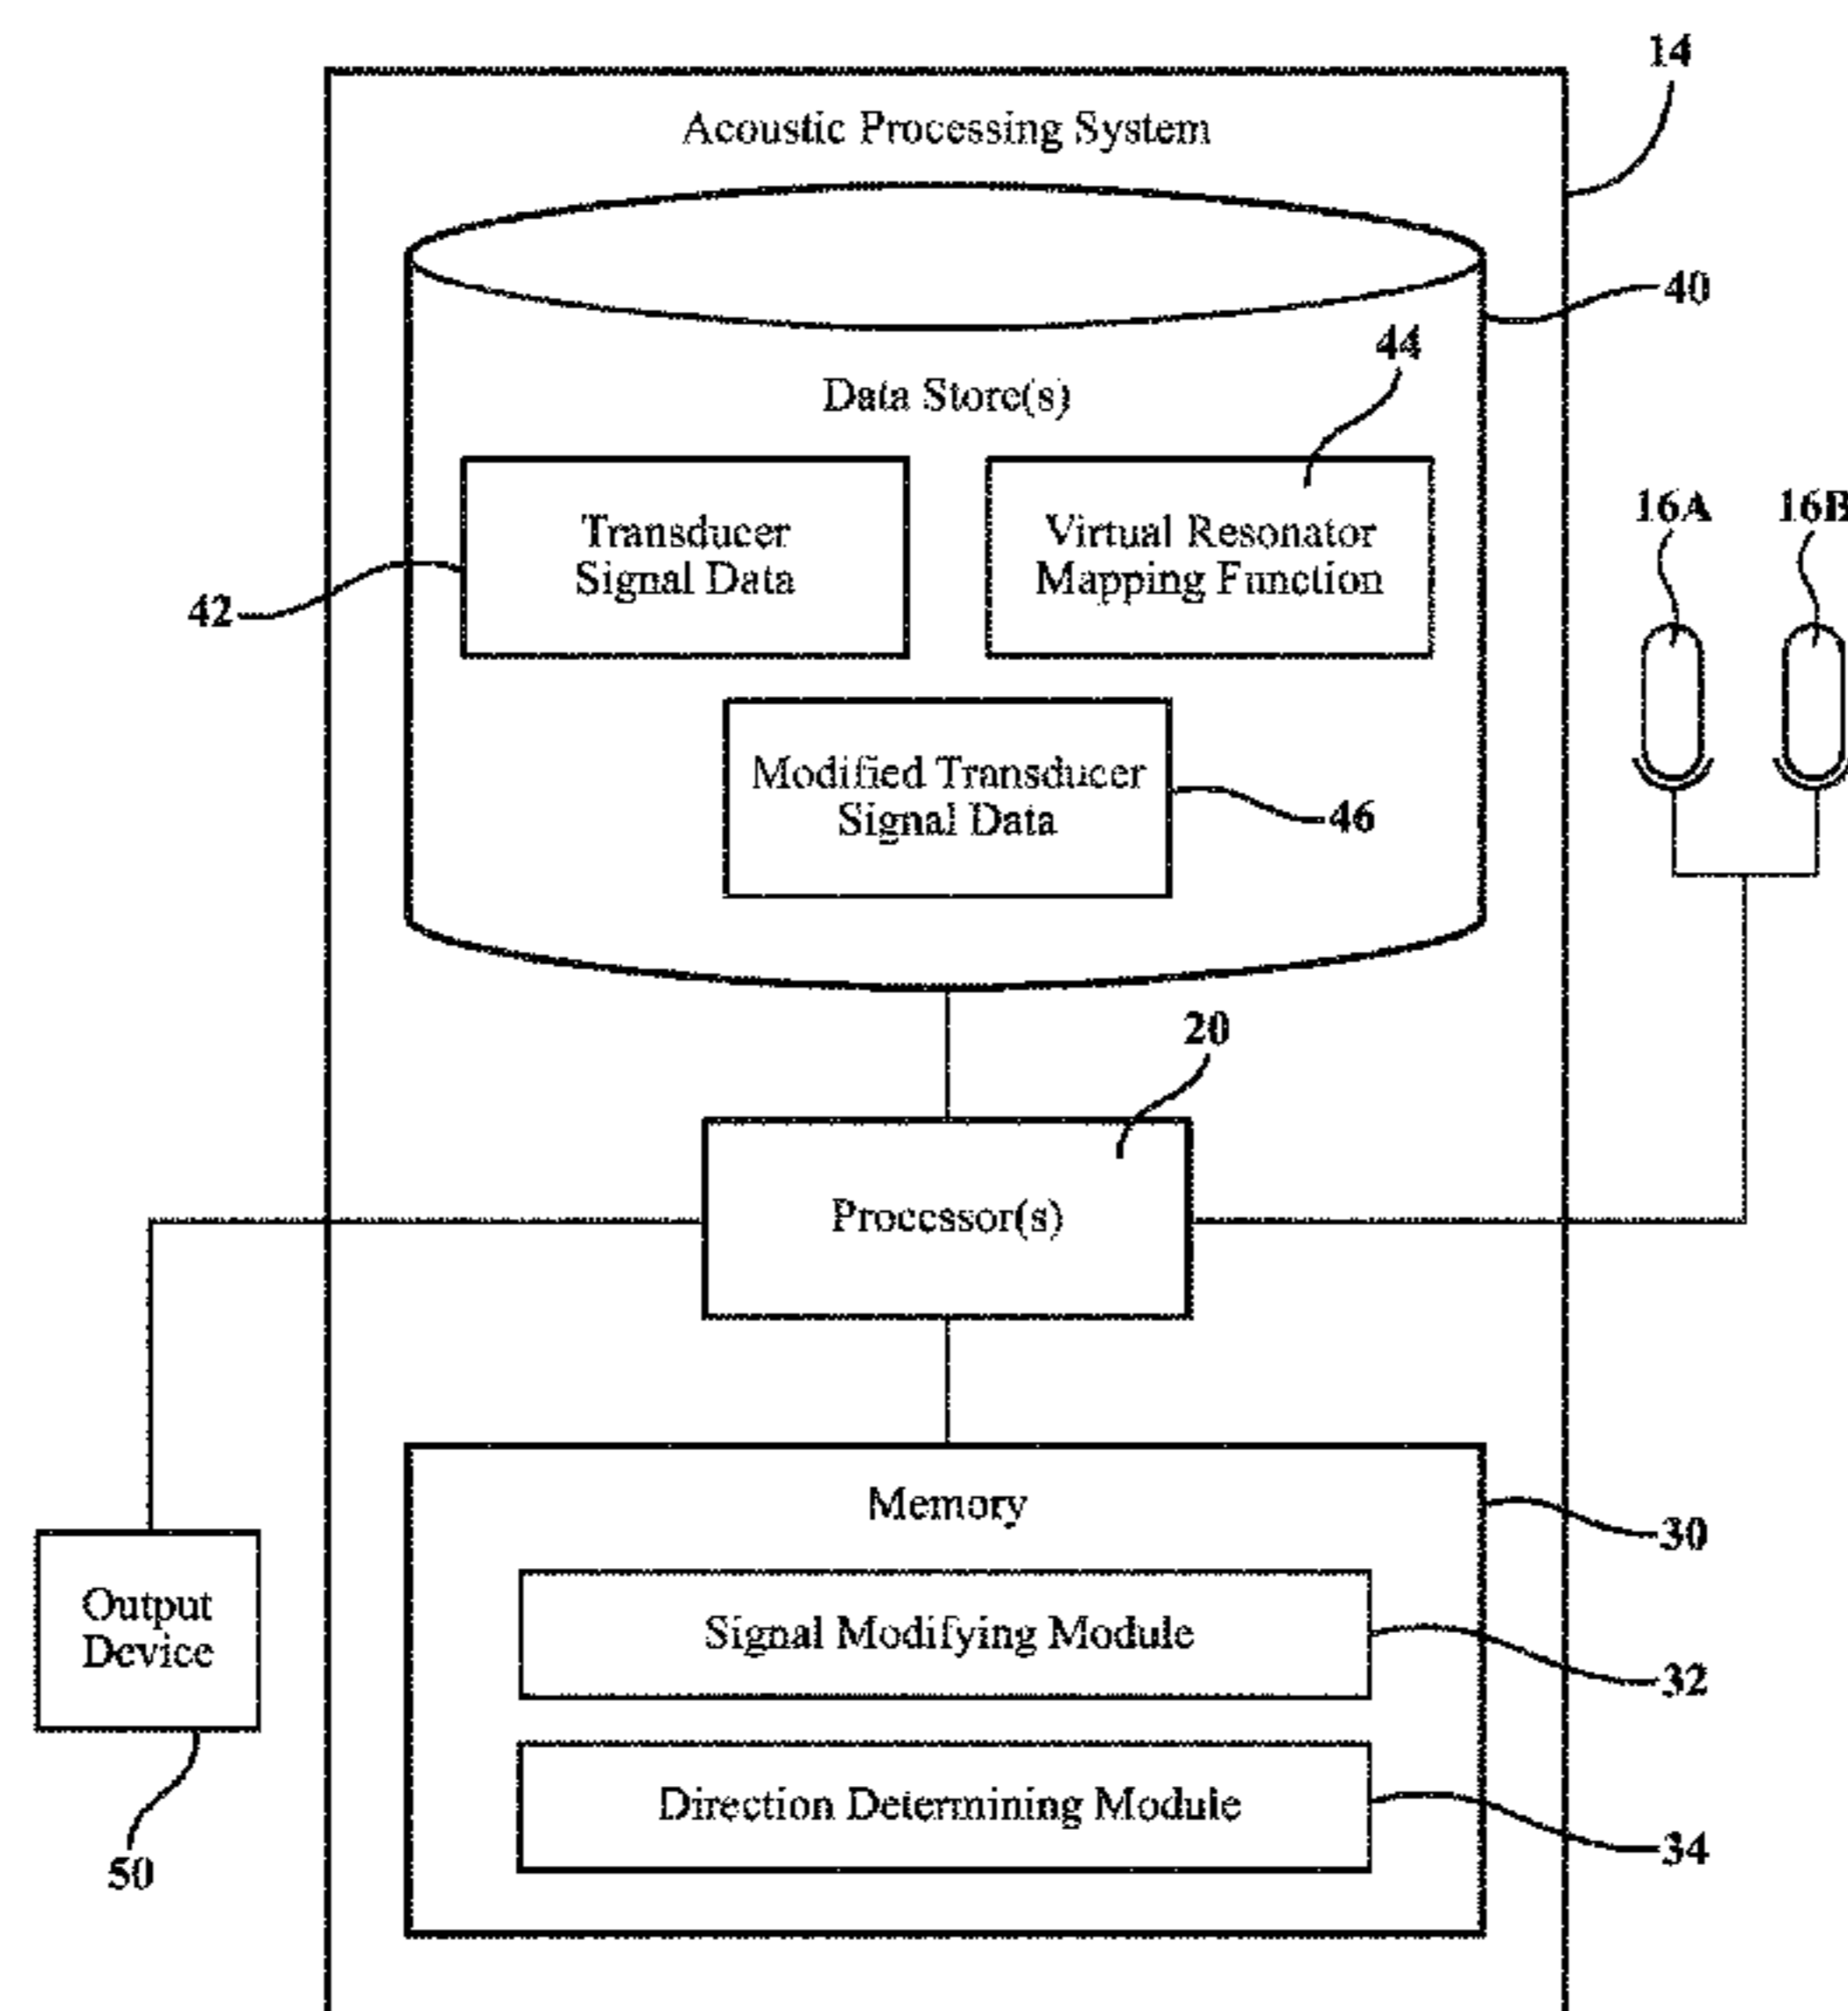 14
Acoustic Processing System
40
44
Data Store(s)
16A
16B
Transducer
Signal Data
Virtual Resonator
Mapping Function
42
Modified Transducer
Signal Data
46
20
Processor(s)
Memory
30
Output
Device
Signal Modifying Module
32
Direction Determining Module
34
50